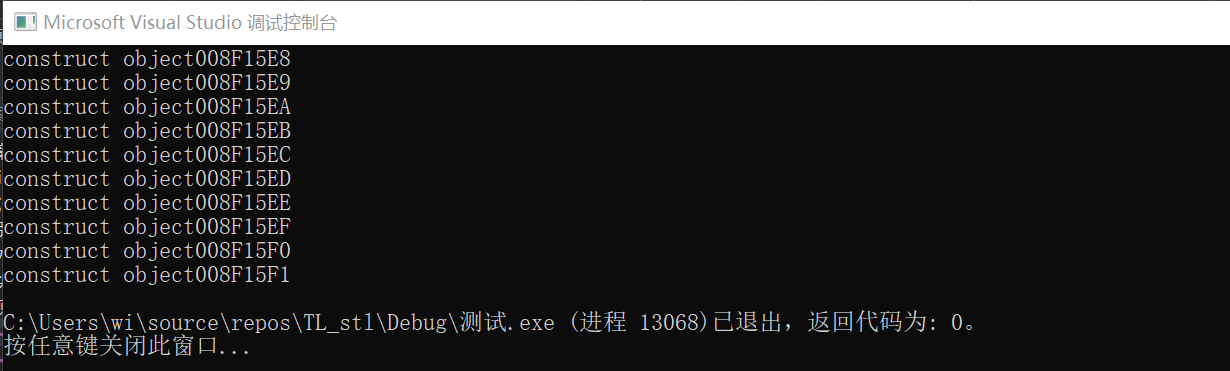 Microsoft Visual Studio 调试控制台
construct object008F15E8
construct object008F15E9
construct object008F15EA
construct object008F15EB
construct object008F15EC
construct object008F15ED
construct object008F15EE
construct object008F15EF
construct object008F15F0
construct object008F15F1
C:\Users\wi\source\repos\TL_stl\Debug\测试.exe (进程 13068)已退出，返回代码为: 0。
按任意键关闭此窗口...